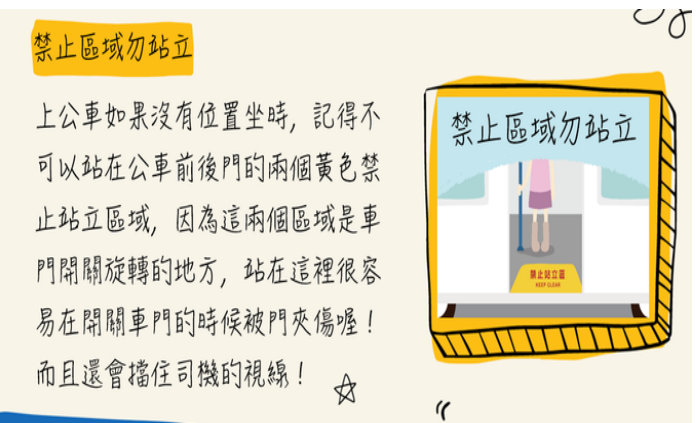 禁止區域勿站立
上公車如果沒有位置坐時，記得不
可以站在公車前後門的兩個黃色禁
止站立區域，因為這兩個區域是車
門開關旋轉的地方，站在這裡很容
易在開關車門的時候被門夾傷喔！
而且還會擋住司機的視線！
禁止區域勿站立
禁止站立區
KEEP CLEAR